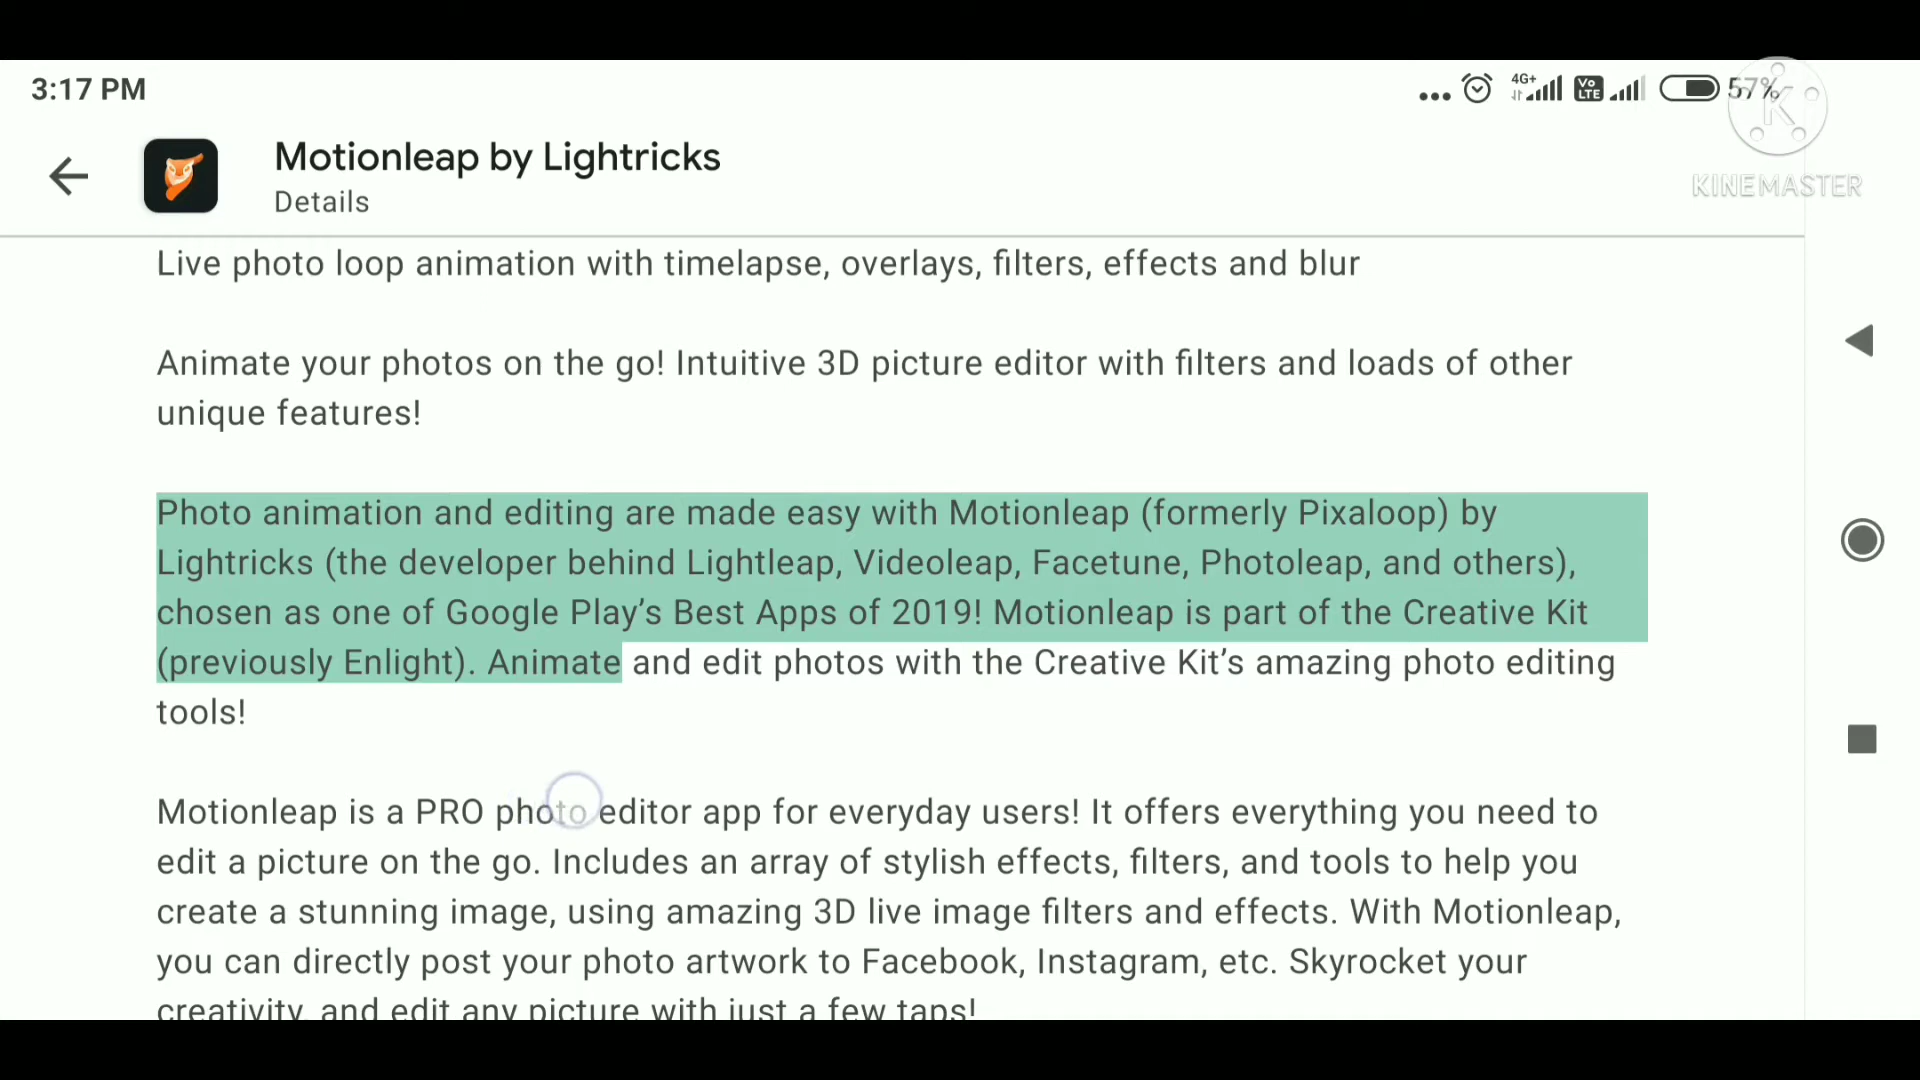 3:17 PM
4G+
Vo
LTE
57%
K
KINEMASTER
Motionleap by Lightricks
Details
Live photo loop animation with timelapse, overlays, filters, effects and blur
Animate your photos on the go! Intuitive 3D picture editor with filters and loads of other
unique features!
Photo animation and editing are made easy with Motionleap (formerly Pixaloop) by
Lightricks (the developer behind Lightleap, Videoleap, Facetune, Photoleap, and others),
chosen as one of Google Play’s Best Apps of 2019! Motionleap is part of the Creative Kit
(previously Enlight). Animate and edit photos with the Creative Kit’s amazing photo editing
tools!
Motionleap is a PRO photo editor app for everyday users! It offers everything you need to
edit a picture on the go. Includes an array of stylish effects, filters, and tools to help you
create a stunning image, using amazing 3D live image filters and effects. With Motionleap,
you can directly post your photo artwork to Facebook, Instagram, etc. Skyrocket your
creativity, and edit any picture with just a few taps!